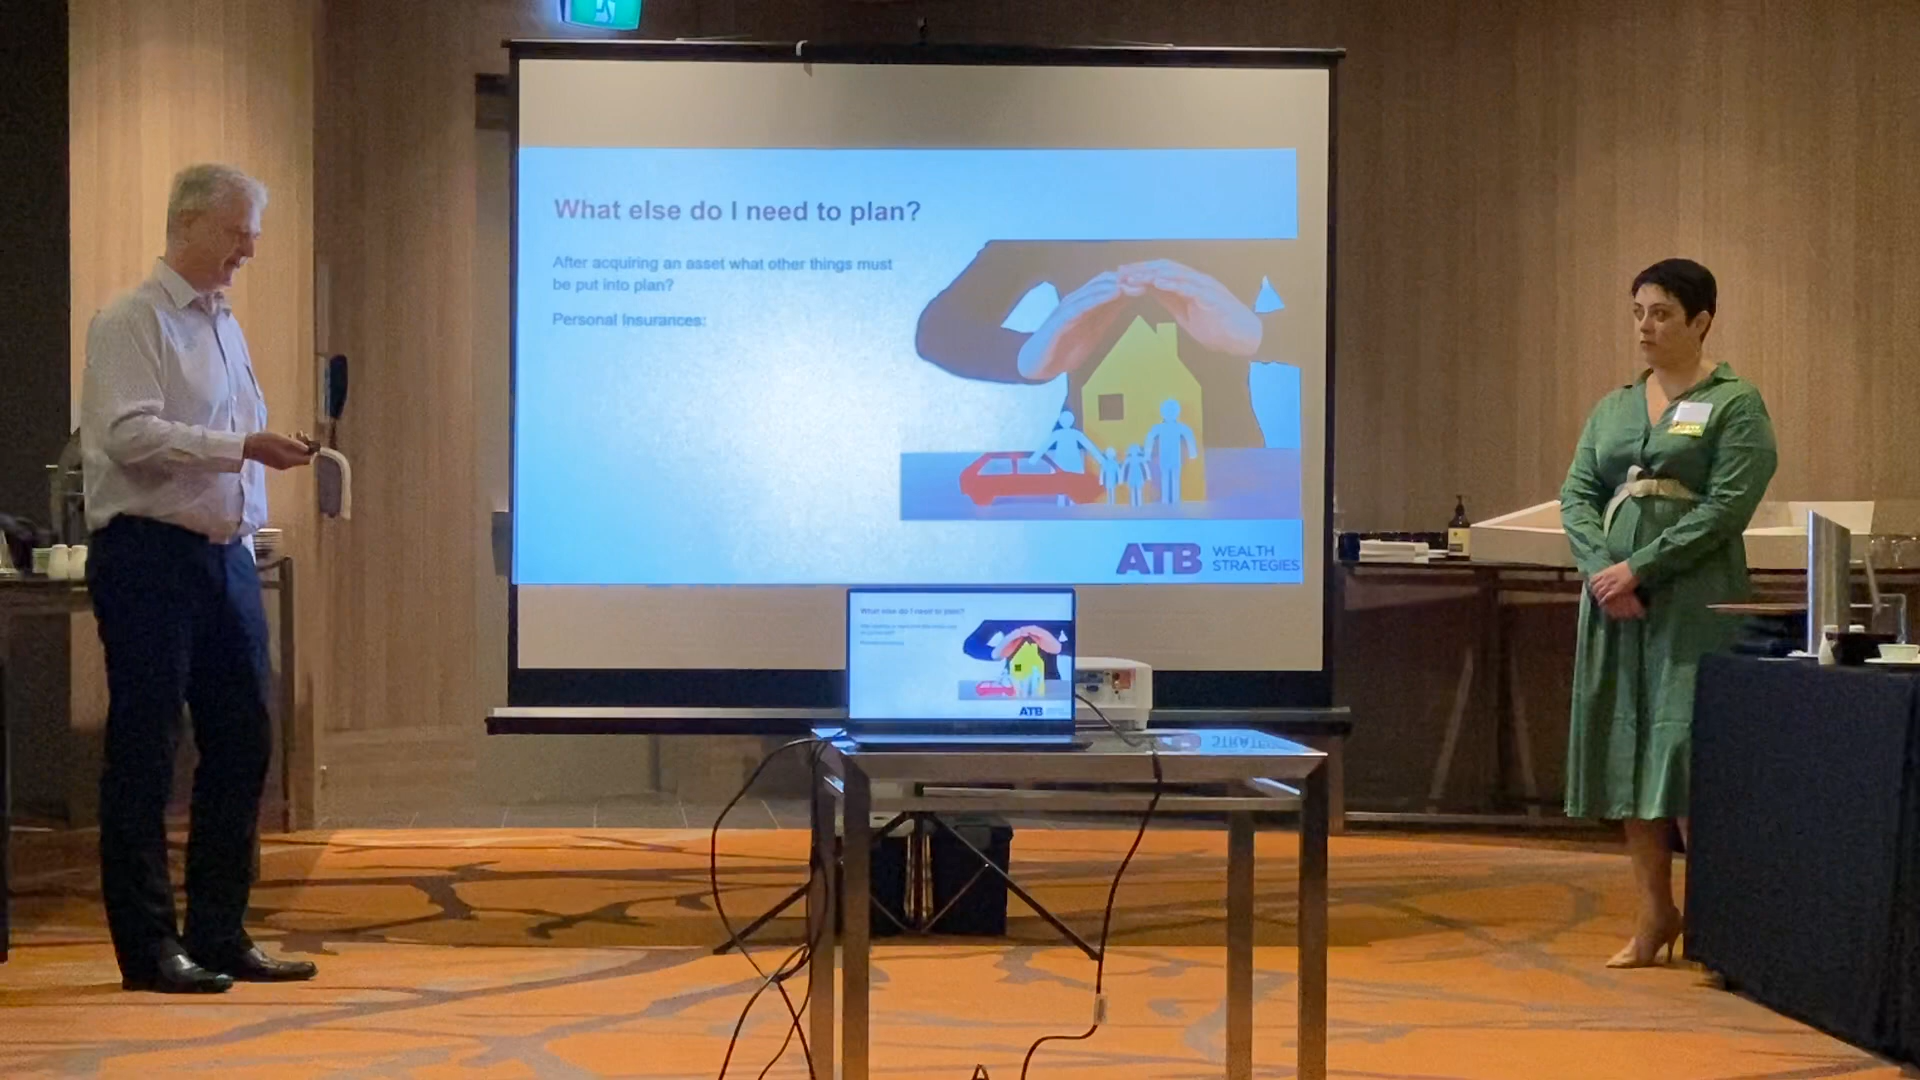 What else do I need to plan?
After acquiring an asset what other things must
be put into plan?
Personal Insurances:
ATB WEALTH
STRATEGIES
What else do I need to plan?
ATB